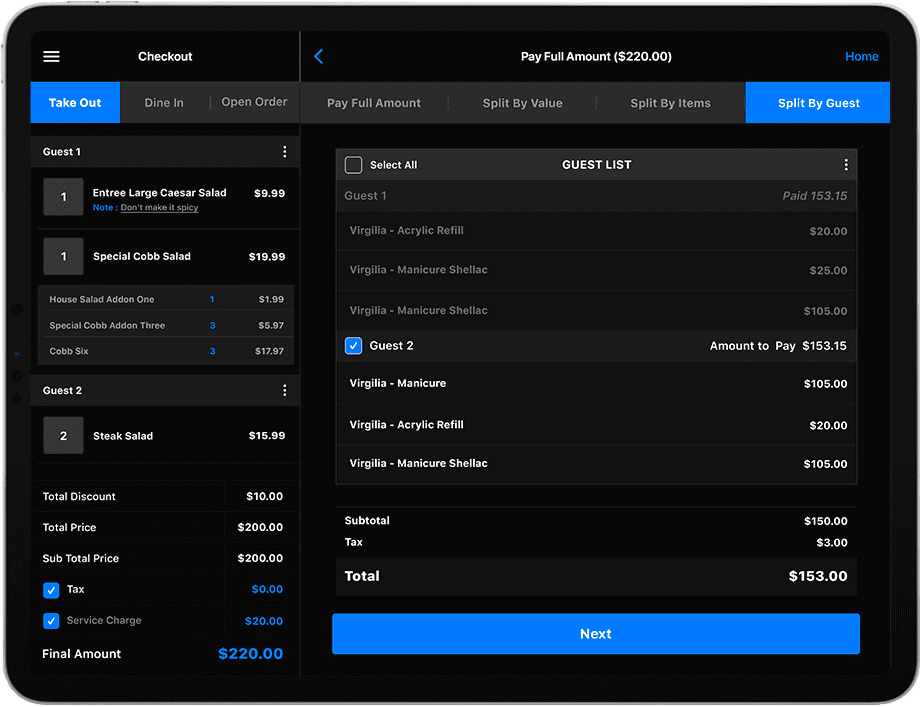 Checkout
Pay Full Amount ($220.00)
Home
Take Out
Dine In
Open Order
Pay Full Amount
Split By Value
Split By Items
Split By Guest
Guest 1
1 Entree Large Caesar Salad $9.99
Note : Don't make it spicy
1 Special Cobb Salad $19.99
House Salad Addon One 1 $1.99
Special Cobb Addon Three 3 $5.97
Cobb Six 3 $17.97
Guest 2
2 Steak Salad $15.99
Total Discount $10.00
Total Price $200.00
Sub Total Price $200.00
Tax $0.00
Service Charge $20.00
Final Amount $220.00
Select All GUEST LIST
Guest 1 Paid 153.15
Virgilia - Acrylic Refill $20.00
Virgilia - Manicure Shellac $25.00
Virgilia - Manicure Shellac $105.00
Guest 2 Amount to Pay $153.15
Virgilia - Manicure $105.00
Virgilia - Acrylic Refill $20.00
Virgilia - Manicure Shellac $105.00
Subtotal $150.00
Tax $3.00
Total $153.00
Next